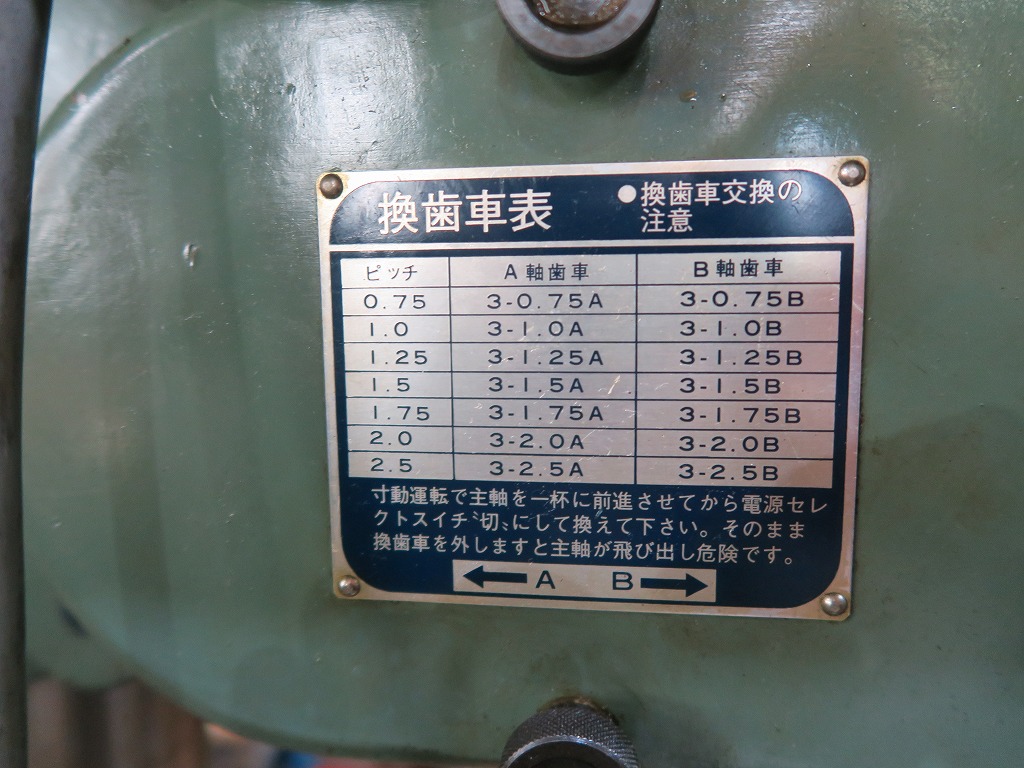 換歯車表
●換歯車交換の
注意
ピッチ A軸歯車 B軸歯車
0.75 3-0.75A 3-0.75B
1.0 3-1.0A 3-1.0B
1.25 3-1.25A 3-1.25B
1.5 3-1.5A 3-1.5B
1.75 3-1.75A 3-1.75B
2.0 3-2.0A 3-2.0B
2.5 3-2.5A 3-2.5B
寸動運転で主軸を一杯に前進させてから電源セレ
クトスイチ〝切〟にして換えて下さい。そのまま
換歯車を外しますと主軸が飛び出し危険です。
←A B→